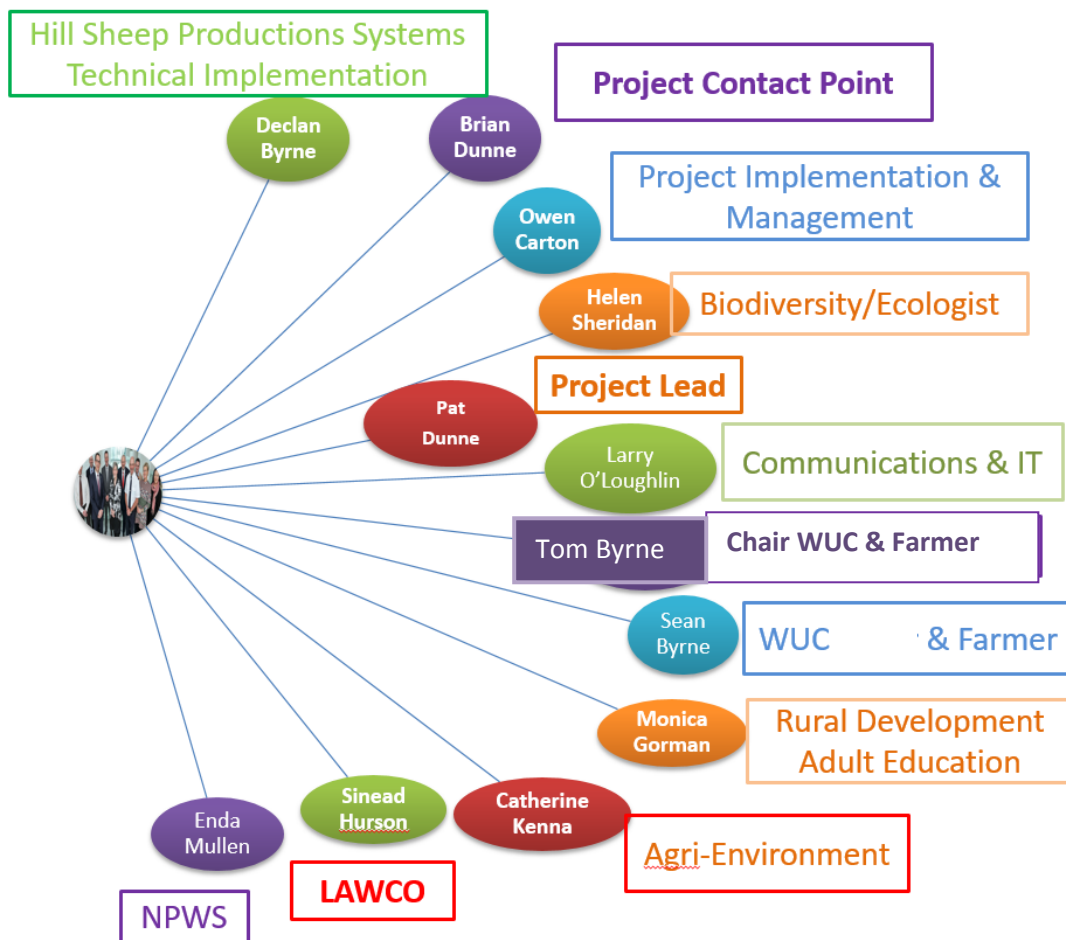 Hill Sheep Productions Systems
Technical Implementation
Declan
Byrne
Brian
Dunne
Project Contact Point
Owen
Carton
Project Implementation &
Management
Helen
Sheridan
Biodiversity/Ecologist
Pat
Dunne
Project Lead
Larry
O'Loughlin
Communications & IT
Tom Byrne
Chair WUC & Farmer
Sean
Byrne
WUC & Farmer
Monica
Gorman
Rural Development
Adult Education
Catherine
Kenna
Agri-Environment
Sinead
Hurson
LAWCO
Enda
Mullen
NPWS